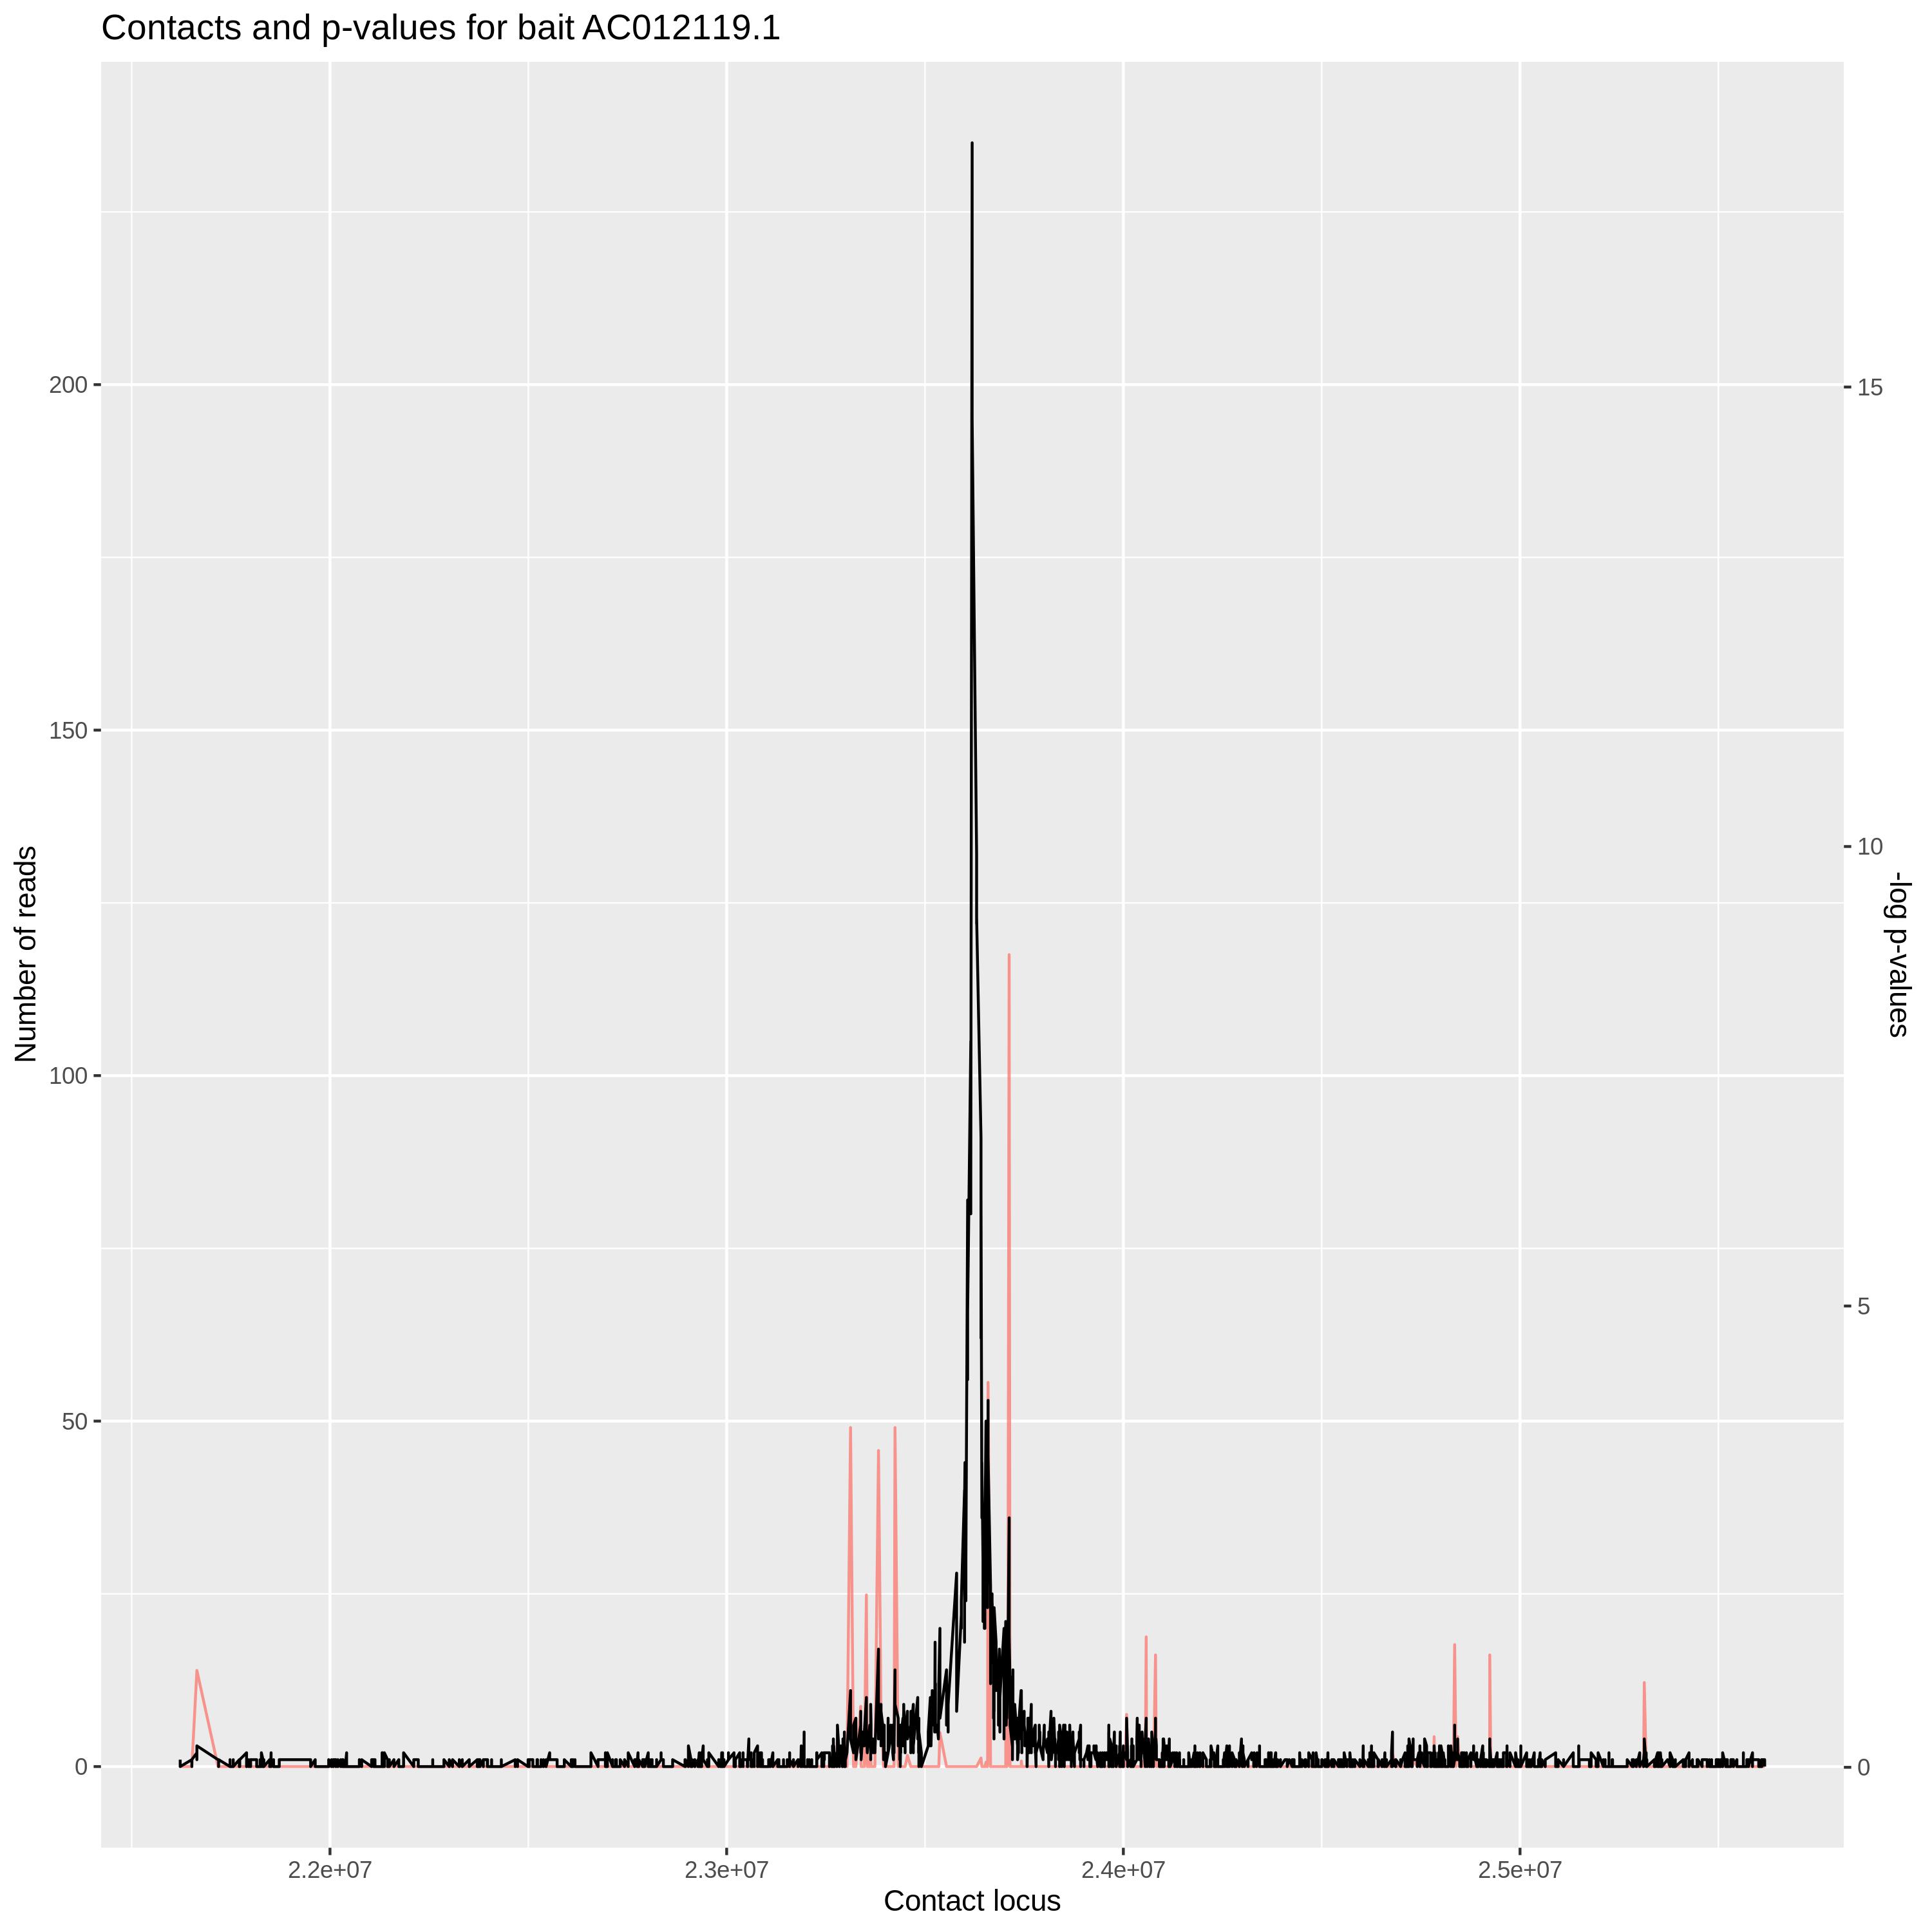 Contacts and p-values for bait AC012119.1
Number of reads
200
150
100
50
0
15
10
5
0
-log p-values
2.2e+07
2.3e+07
2.4e+07
2.5e+07
Contact locus